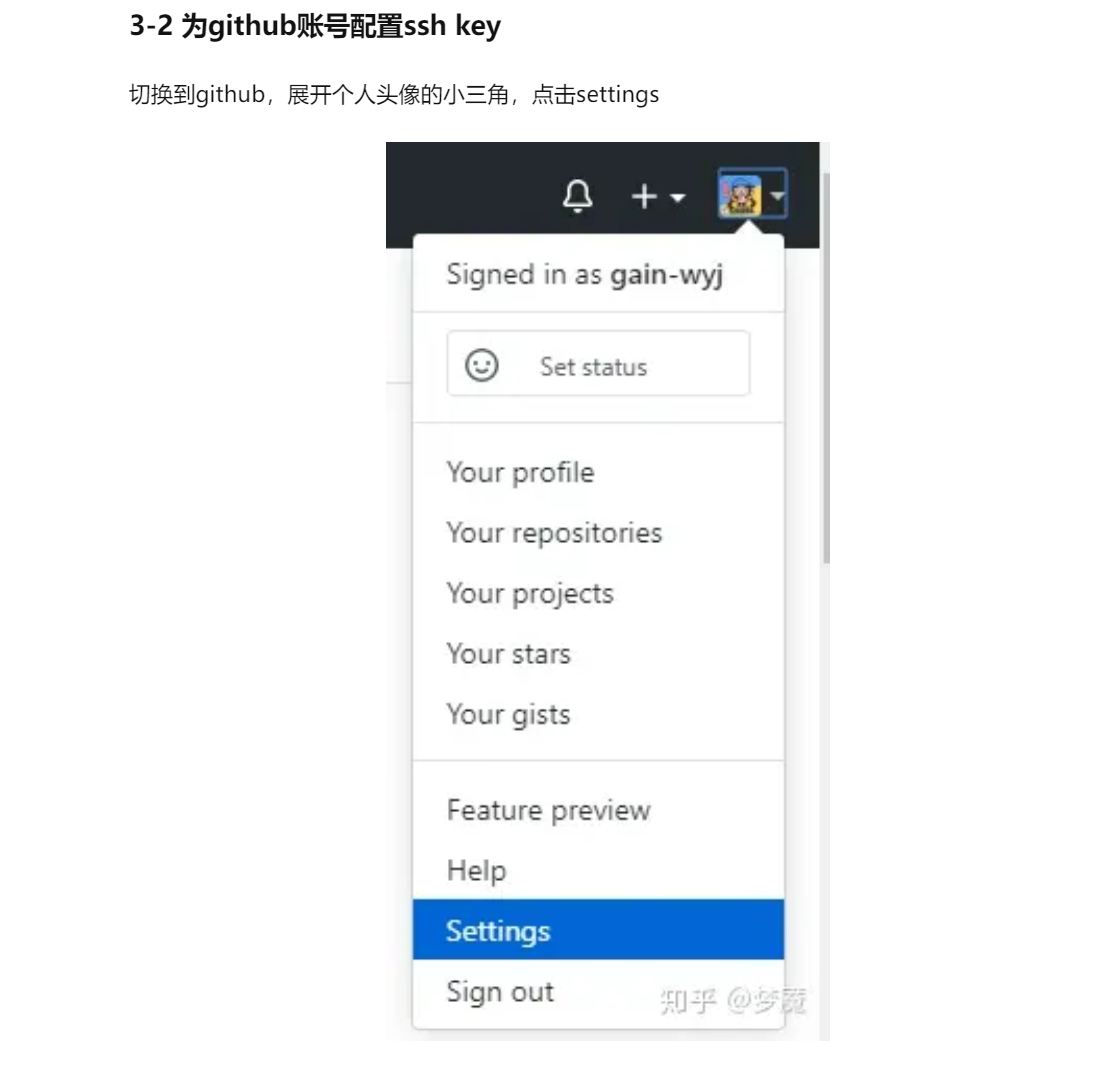 3-2 为github账号配置ssh key
切换到github，展开个人头像的小三角，点击settings
Signed in as gain-wyj
Set status
Your profile
Your repositories
Your projects
Your stars
Your gists
Feature preview
Help
Settings
Sign out
知乎 @梦魇